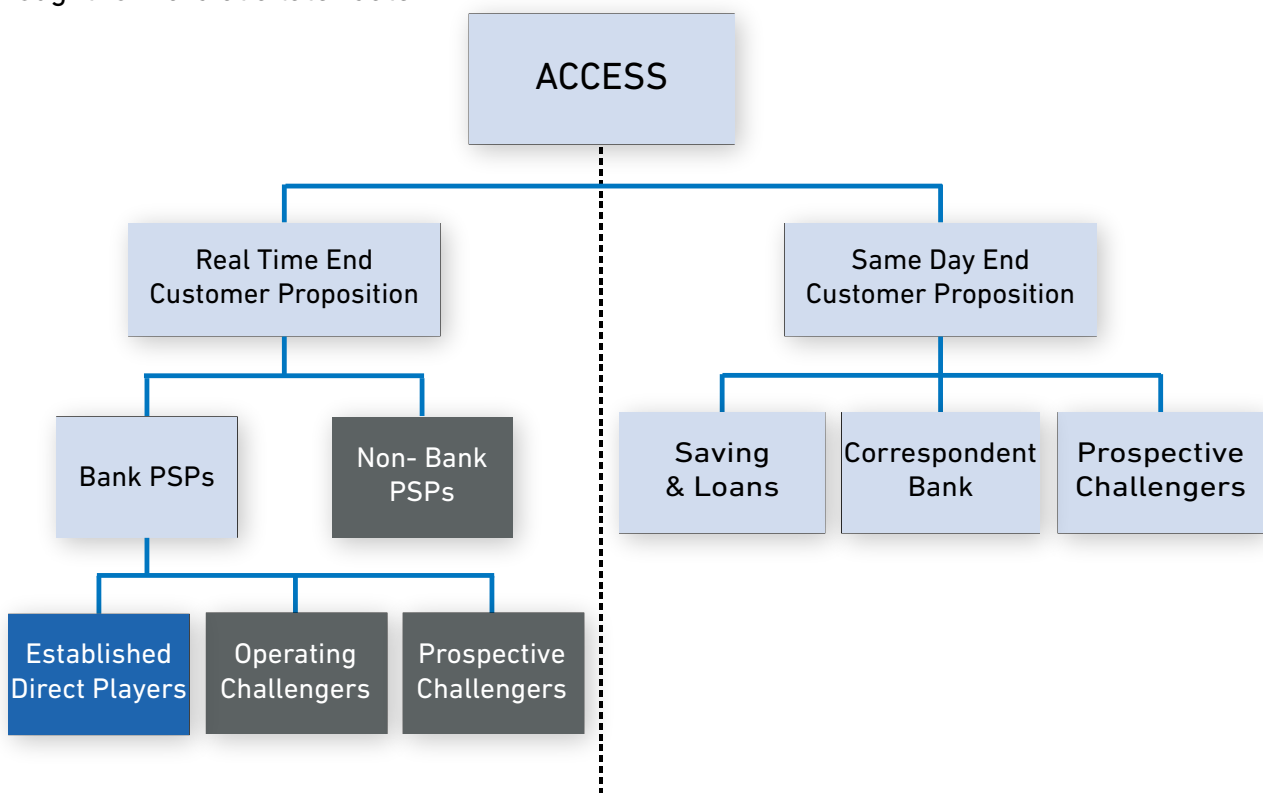 ACCESS
Real Time End
Customer Proposition
Same Day End
Customer Proposition
Bank PSPs
Non- Bank
PSPs
Saving
& Loans
Correspondent
Bank
Prospective
Challengers
Established
Direct Players
Operating
Challengers
Prospective
Challengers